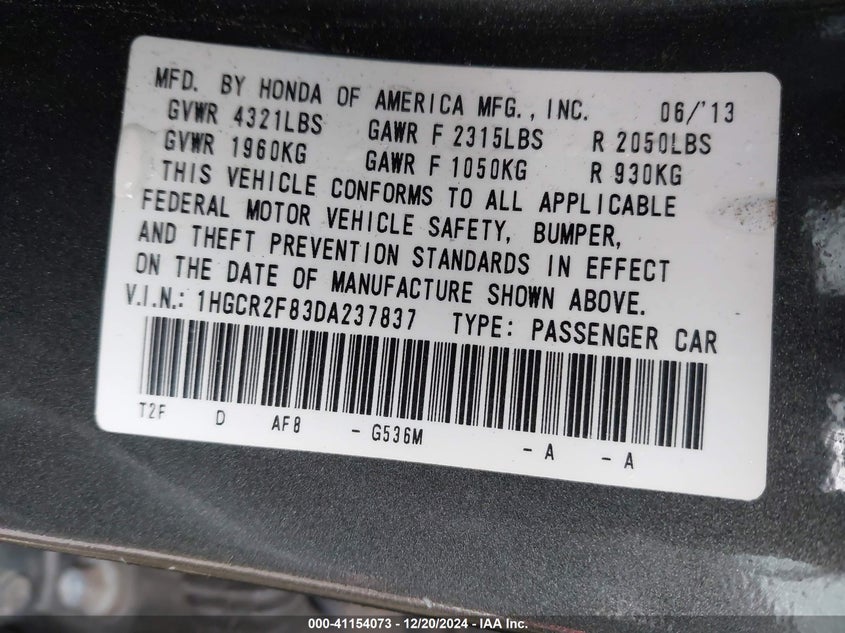 MFD. BY HONDA OF AMERICA MFG., INC. 06/'13
GVWR 4321LBS GAWR F 2315LBS R 2050LBS
GVWR 1960KG GAWR F 1050KG R 930KG
THIS VEHICLE CONFORMS TO ALL APPLICABLE
FEDERAL MOTOR VEHICLE SAFETY, BUMPER,
AND THEFT PREVENTION STANDARDS IN EFFECT
ON THE DATE OF MANUFACTURE SHOWN ABOVE.
V.I.N.: 1HGCR2F83DA237837 TYPE: PASSENGER CAR
T2F D AF8 - G536M - A - A
000-41154073 - 12/20/2024 - IAA Inc.